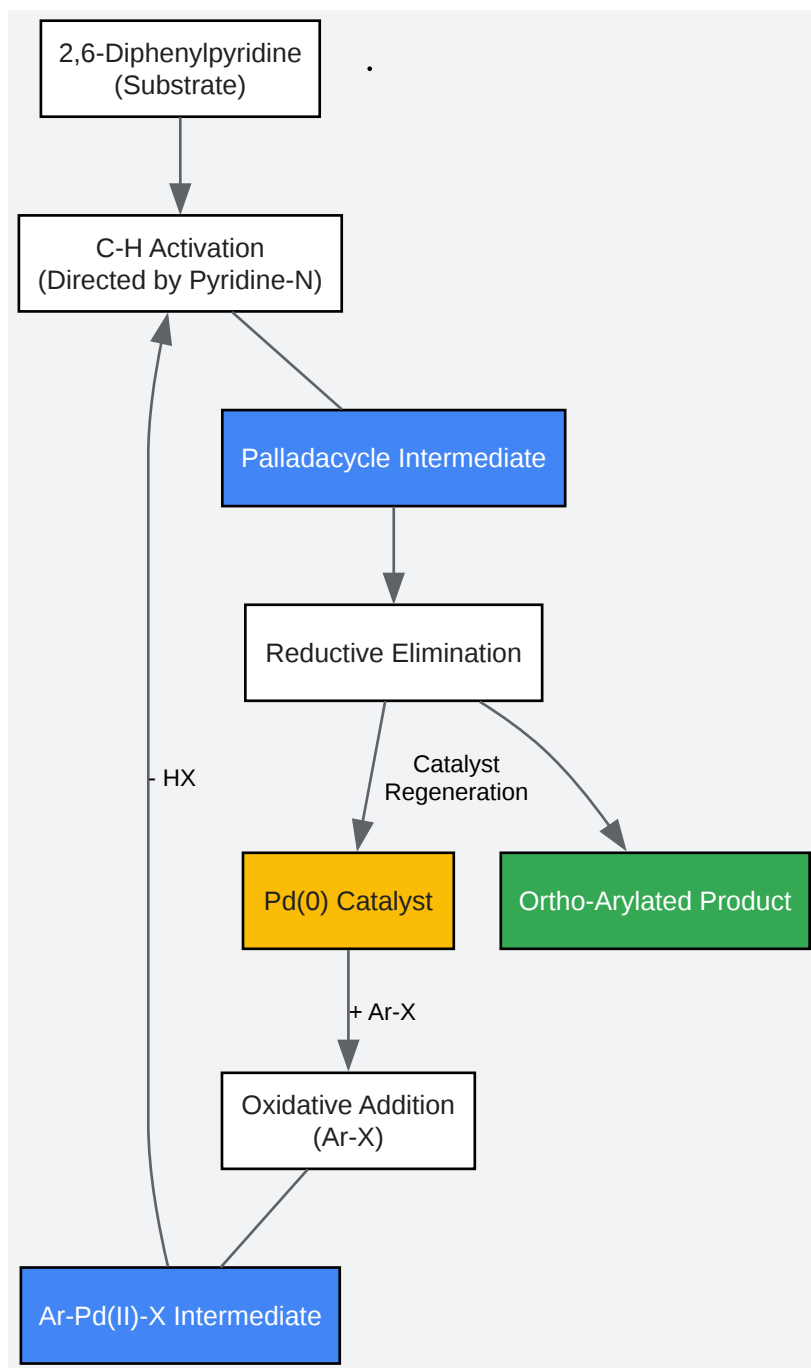 2,6-Diphenylpyridine
(Substrate)
.
C-H Activation
(Directed by Pyridine-N)
Palladacycle Intermediate
Reductive Elimination
- HX
Catalyst
Regeneration
Pd(0) Catalyst
Ortho-Arylated Product
+ Ar-X
Oxidative Addition
(Ar-X)
Ar-Pd(II)-X Intermediate